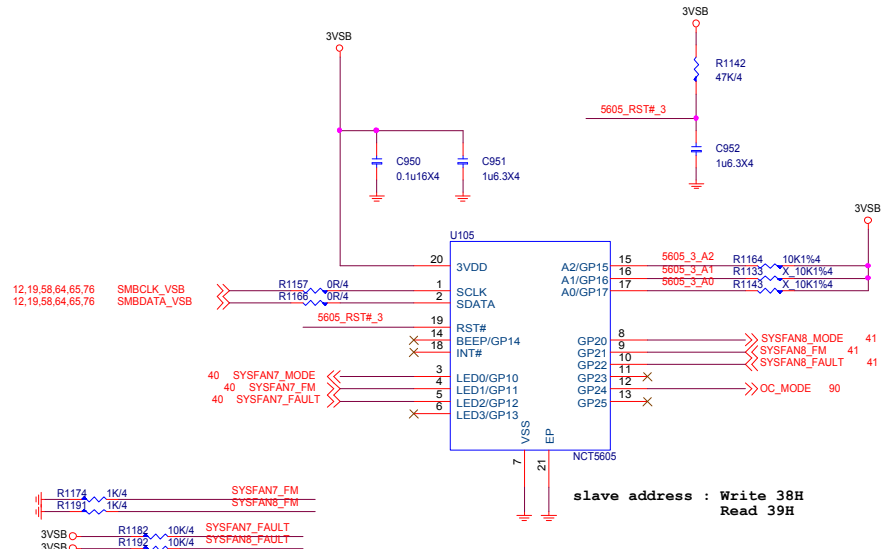 3VSB
3VSB
R1142
47K/4
5605_RST#_3
C952
1u6.3X4
C950
0.1u16X4
C951
1u6.3X4
3VSB
U105
20 3VDD
A2/GP15 15 5605_3_A2 R1164 10K1%4
A1/GP16 16 5605_3_A1 R1133 X_10K1%4
A0/GP17 17 5605_3_A0 R1143 X_10K1%4
12,19,58,64,65,76 SMBCLK_VSB R1157 0R/4 1 SCLK
12,19,58,64,65,76 SMBDATA_VSB R1166 0R/4 2 SDATA
5605_RST#_3 19 RST#
14 BEEP/GP14
18 INT#
GP20 8 SYSFAN8_MODE 41
GP21 9 SYSFAN8_FM 41
GP22 10 SYSFAN8_FAULT 41
GP23 11
GP24 12 OC_MODE 90
GP25 13
40 SYSFAN7_MODE 3 LED0/GP10
40 SYSFAN7_FM 4 LED1/GP11
40 SYSFAN7_FAULT 5 LED2/GP12
6 LED3/GP13
VSS EP
7 21
NCT5605
slave address : Write 38H
Read 39H
R1174 1K/4 SYSFAN7_FM
R1191 1K/4 SYSFAN8_FM
3VSB R1182 10K/4 SYSFAN7_FAULT
3VSB R1192 10K/4 SYSFAN8_FAULT